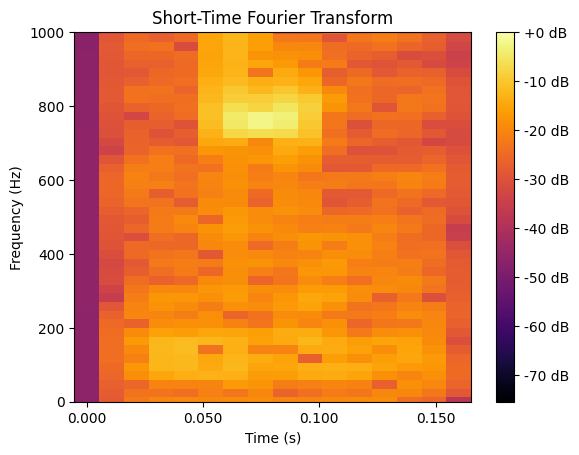 Short-Time Fourier Transform
1000
800
600
400
200
0
Frequency (Hz)
0.000
0.050
0.100
0.150
Time (s)
+0 dB
-10 dB
-20 dB
-30 dB
-40 dB
-50 dB
-60 dB
-70 dB